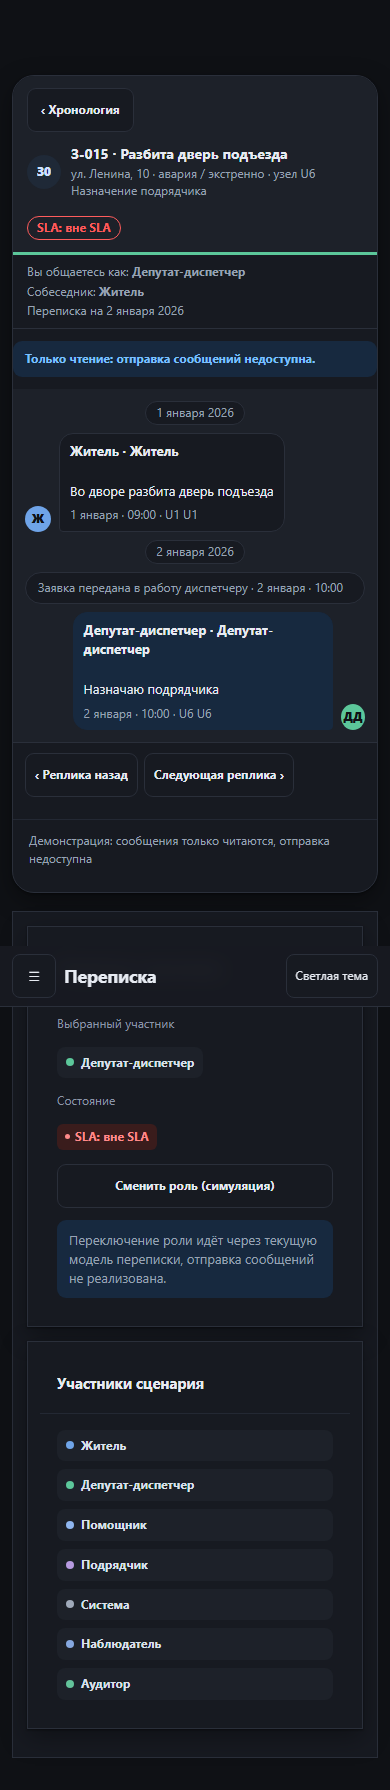 ‹ Хронология
30
3-015 · Разбита дверь подъезда
ул. Ленина, 10 · авария / экстренно · узел U6
Назначение подрядчика
SLA: вне SLA
Вы общаетесь как: Депутат-диспетчер
Собеседник: Житель
Переписка на 2 января 2026
Только чтение: отправка сообщений недоступна.
1 января 2026
Житель · Житель
Во дворе разбита дверь подъезда
1 января · 09:00 · U1 U1
Ж
2 января 2026
Заявка передана в работу диспетчеру · 2 января · 10:00
Депутат-диспетчер · Депутат-
диспетчер
Назначаю подрядчика
2 января · 10:00 · U6 U6
ДД
‹ Реплика назад
Следующая реплика ›
Демонстрация: сообщения только читаются, отправка
недоступна
☰
Переписка
Светлая тема
Выбранный участник
Депутат-диспетчер
Состояние
SLA: вне SLA
Сменить роль (симуляция)
Переключение роли идёт через текущую
модель переписки, отправка сообщений
не реализована.
Участники сценария
Житель
Депутат-диспетчер
Помощник
Подрядчик
Система
Наблюдатель
Аудитор